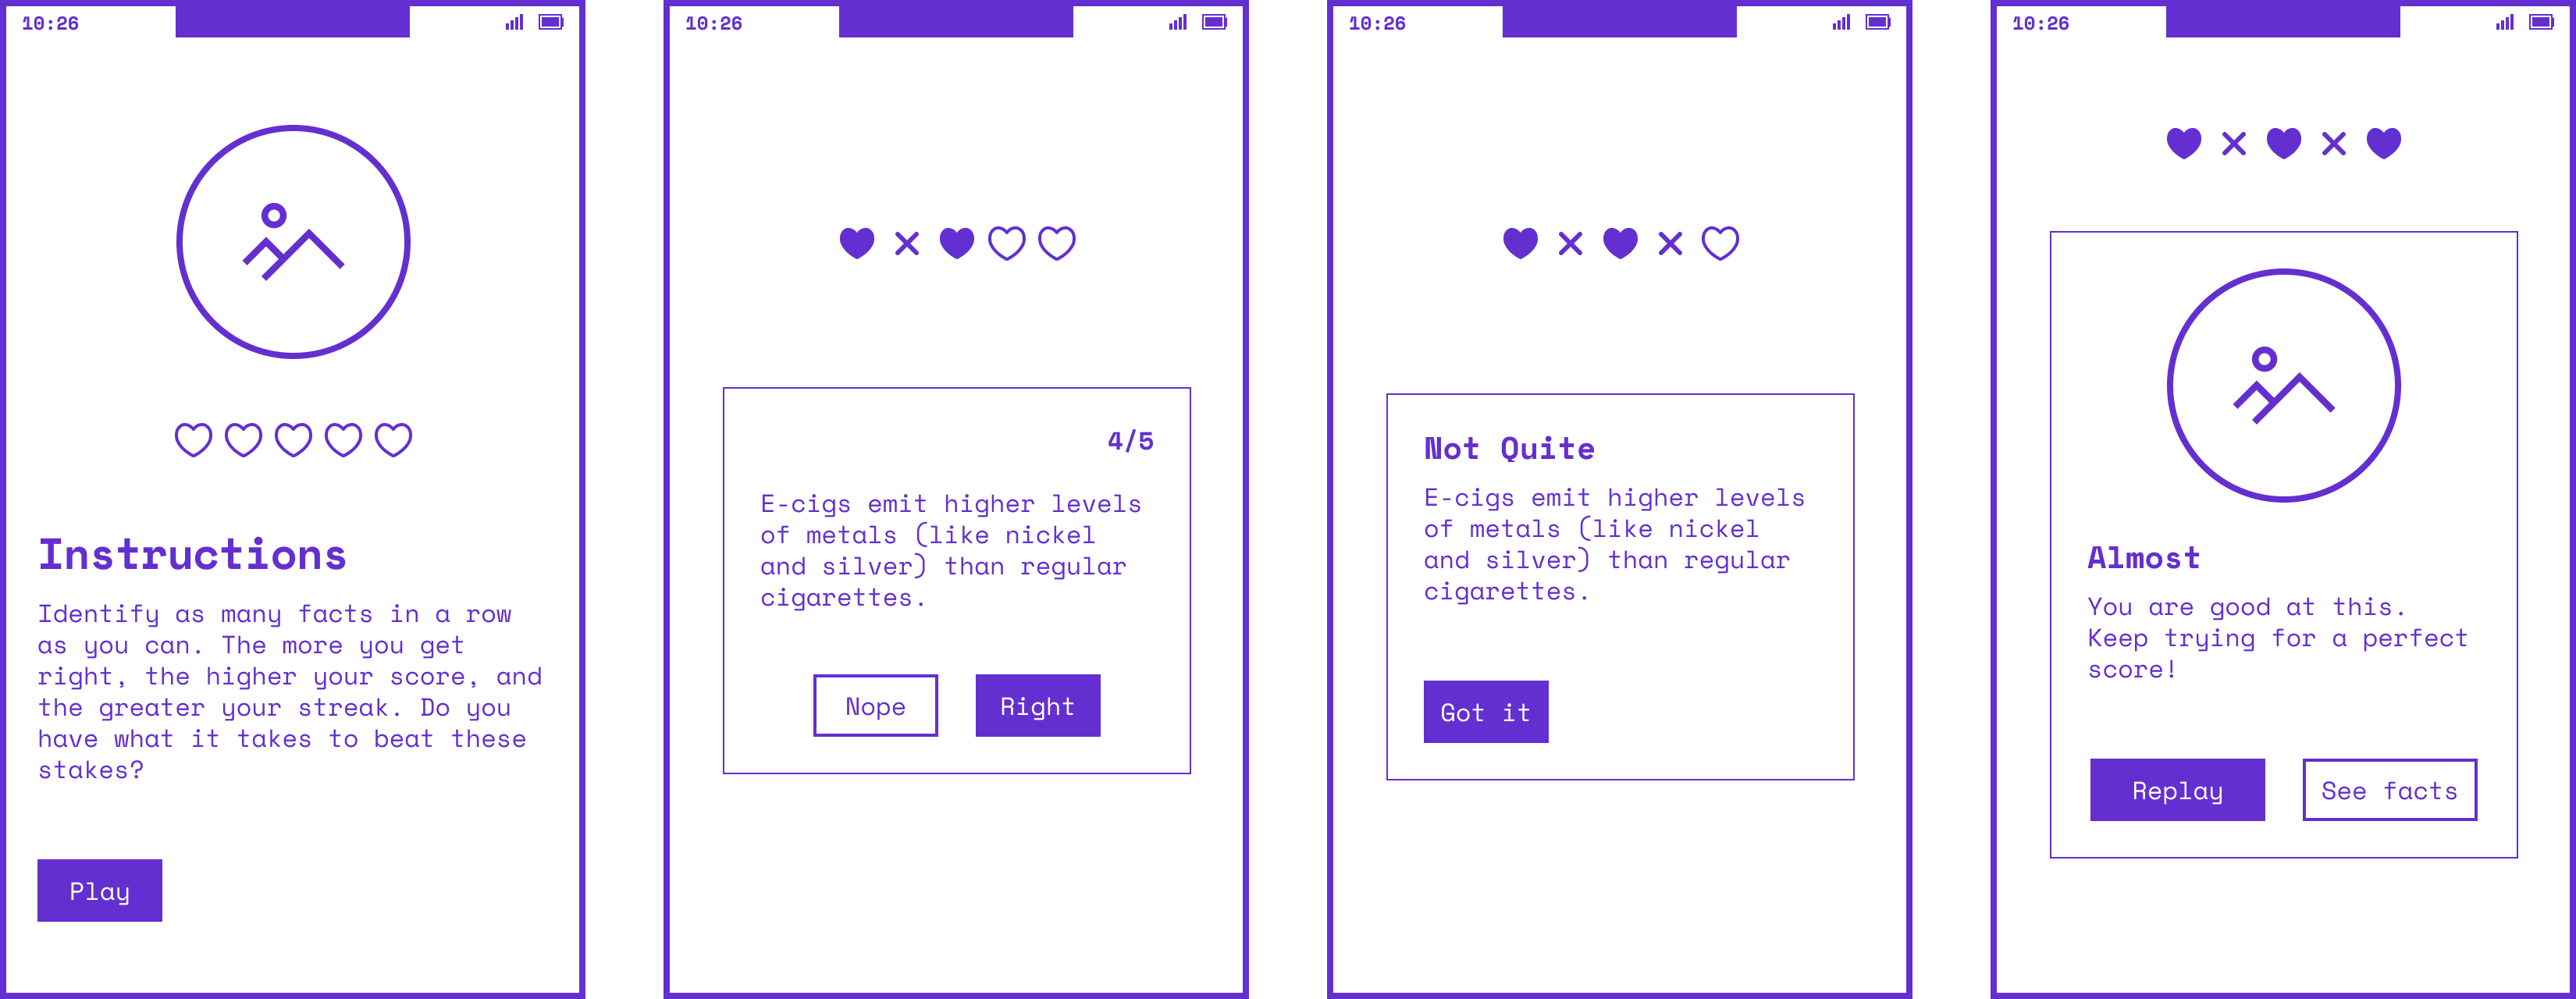 10:26
Instructions
Identify as many facts in a row
as you can. The more you get
right, the higher your score, and
the greater your streak. Do you
have what it takes to beat these
stakes?
Play
10:26
4/5
E-cigs emit higher levels
of metals (like nickel
and silver) than regular
cigarettes.
Nope
Right
10:26
Not Quite
E-cigs emit higher levels
of metals (like nickel
and silver) than regular
cigarettes.
Got it
10:26
Almost
You are good at this.
Keep trying for a perfect
score!
Replay
See facts